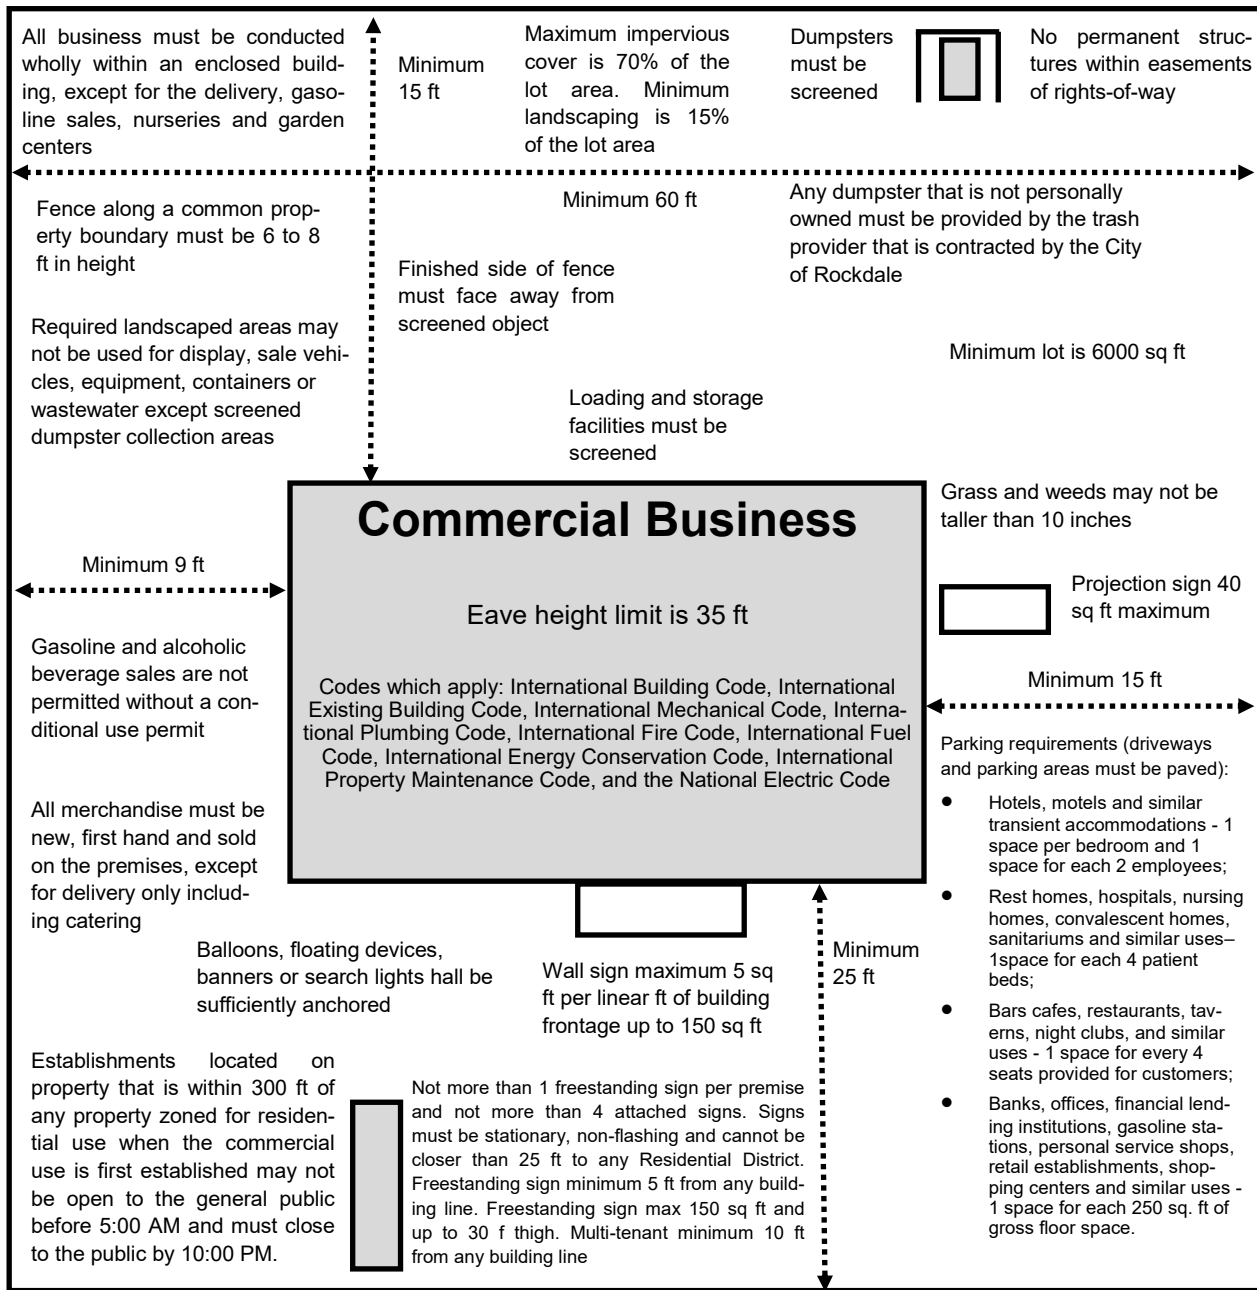 All business must be conducted
wholly within an enclosed build-
ing, except for the delivery, gaso-
line sales, nurseries and garden
centers
Minimum
15 ft
Maximum impervious
cover is 70% of the
lot area. Minimum
landscaping is 15%
of the lot area
Dumpsters
must be
screened
No permanent struc-
tures within easements
of rights-of-way
Minimum 60 ft
Any dumpster that is not personally
owned must be provided by the trash
provider that is contracted by the City
of Rockdale
Fence along a common prop-
erty boundary must be 6 to 8
ft in height
Finished side of fence
must face away from
screened object
Required landscaped areas may
not be used for display, sale vehi-
cles, equipment, containers or
wastewater except screened
dumpster collection areas
Minimum lot is 6000 sq ft
Loading and storage
facilities must be
screened
Commercial Business
Eave height limit is 35 ft
Codes which apply: International Building Code, International
Existing Building Code, International Mechanical Code, Interna-
tional Plumbing Code, International Fire Code, International Fuel
Code, International Energy Conservation Code, International
Property Maintenance Code, and the National Electric Code
Grass and weeds may not be
taller than 10 inches
Minimum 9 ft
Projection sign 40
sq ft maximum
Gasoline and alcoholic
beverage sales are not
permitted without a con-
ditional use permit
Minimum 15 ft
Parking requirements (driveways
and parking areas must be paved):
● Hotels, motels and similar
transient accommodations - 1
space per bedroom and 1
space for each 2 employees;
● Rest homes, hospitals, nursing
homes, convalescent homes,
sanitariums and similar uses–
1space for each 4 patient
beds;
● Bars cafes, restaurants, tav-
erns, night clubs, and similar
uses - 1 space for every 4
seats provided for customers;
● Banks, offices, financial lend-
ing institutions, gasoline sta-
tions, personal service shops,
retail establishments, shop-
ping centers and similar uses -
1 space for each 250 sq. ft of
gross floor space.
All merchandise must be
new, first hand and sold
on the premises, except
for delivery only includ-
ing catering
Balloons, floating devices,
banners or search lights hall be
sufficiently anchored
Wall sign maximum 5 sq
ft per linear ft of building
frontage up to 150 sq ft
Minimum
25 ft
Establishments located on
property that is within 300 ft of
any property zoned for residen-
tial use when the commercial
use is first established may not
be open to the general public
before 5:00 AM and must close
to the public by 10:00 PM.
Not more than 1 freestanding sign per premise
and not more than 4 attached signs. Signs
must be stationary, non-flashing and cannot be
closer than 25 ft to any Residential District.
Freestanding sign minimum 5 ft from any build-
ing line. Freestanding sign max 150 sq ft and
up to 30 f thigh. Multi-tenant minimum 10 ft
from any building line